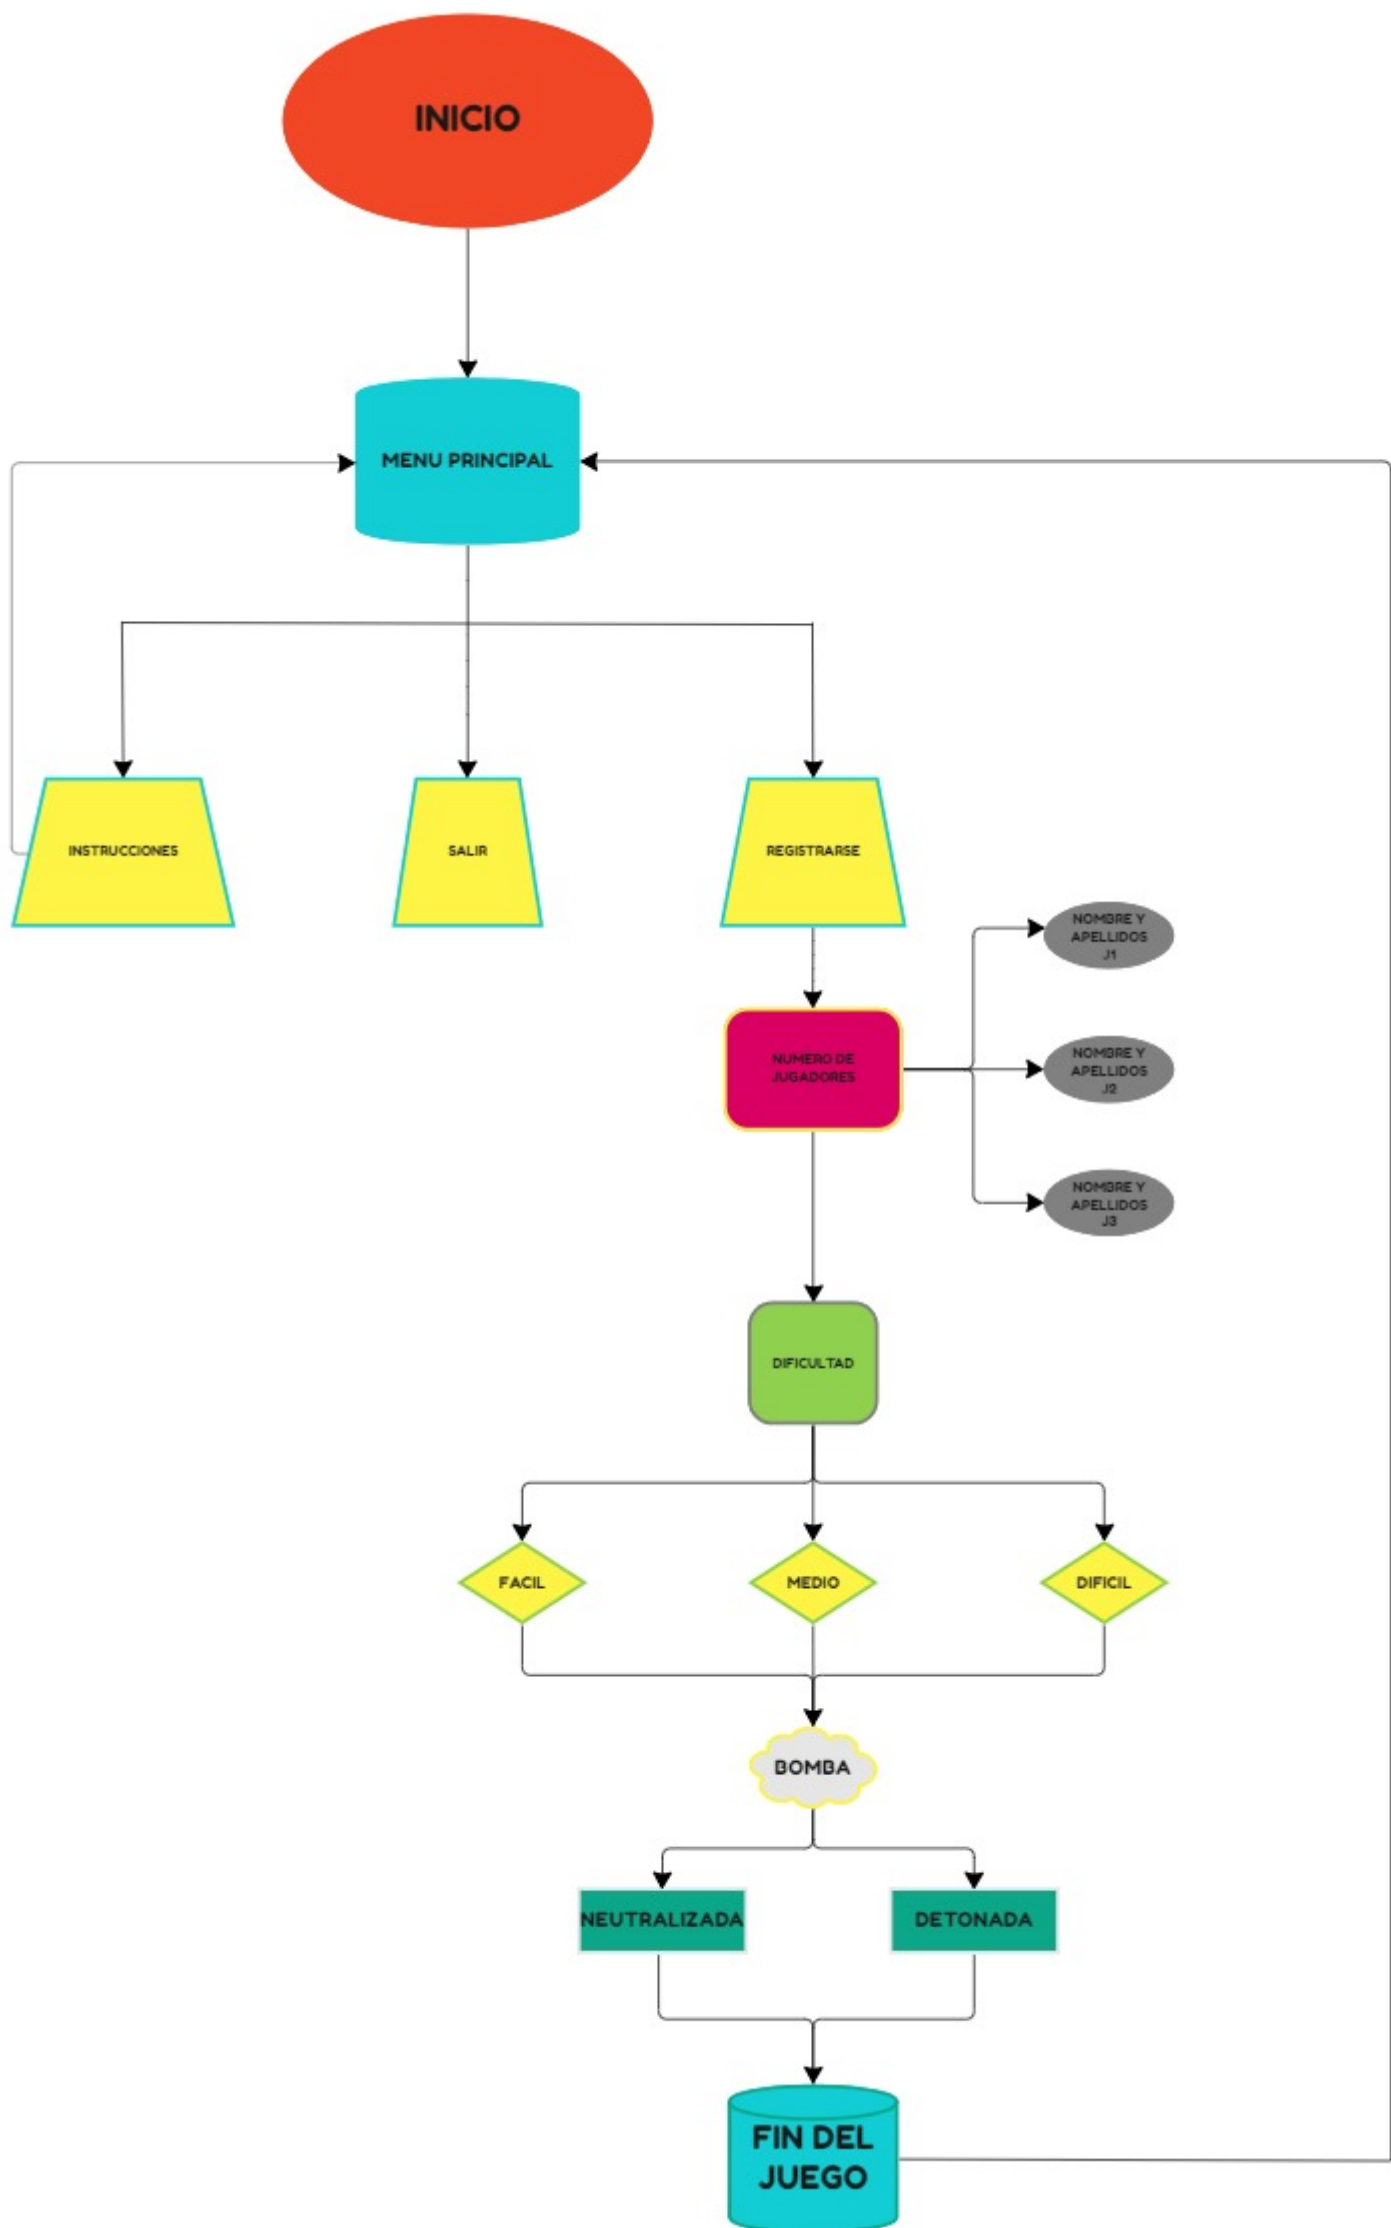 INICIO
MENU PRINCIPAL
INSTRUCCIONES
SALIR
REGISTRARSE
NOMBRE Y
APELLIDOS
J1
NUMERO DE
JUGADORES
NOMBRE Y
APELLIDOS
J2
NOMBRE Y
APELLIDOS
J3
DIFICULTAD
FACIL
MEDIO
DIFICIL
BOMBA
NEUTRALIZADA
DETONADA
FIN DEL
JUEGO